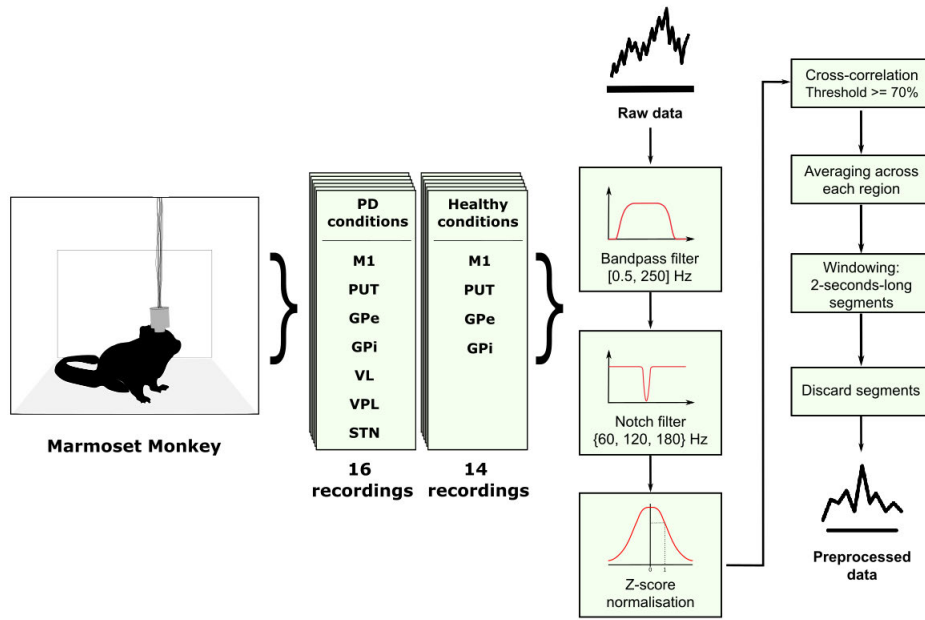 Marmoset Monkey
PD
conditions
M1
PUT
GPe
GPi
VL
VPL
STN
16
recordings
Healthy
conditions
M1
PUT
GPe
GPi
14
recordings
Raw data
Bandpass filter
[0.5, 250] Hz
Notch filter
{60, 120, 180} Hz
0
1
Z-score
normalisation
Cross-correlation
Threshold >= 70%
Averaging across
each region
Windowing:
2-seconds-long
segments
Discard segments
Preprocessed
data